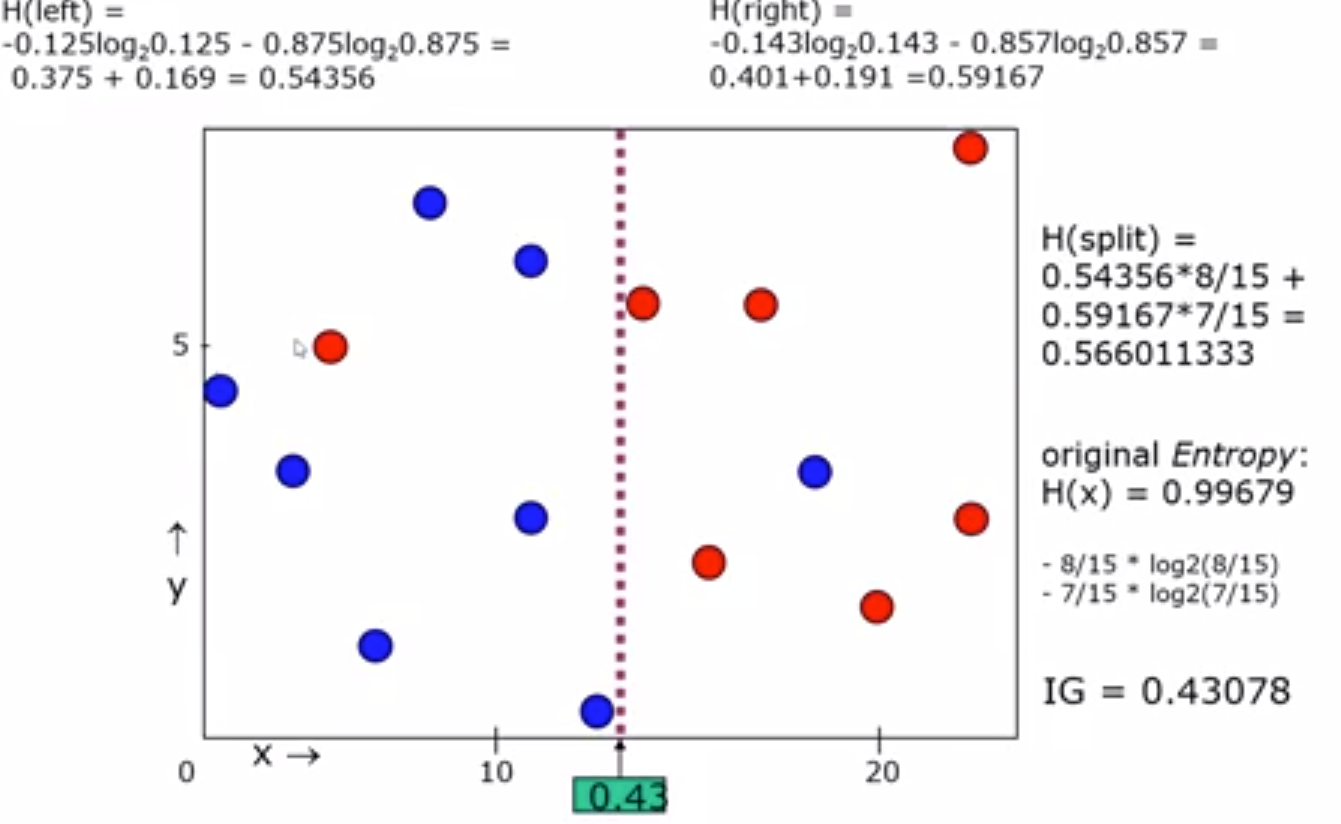 H(left) =
-0.125log₂0.125 - 0.875log₂0.875 =
0.375 + 0.169 = 0.54356
H(right) =
-0.143log₂0.143 - 0.857log₂0.857 =
0.401+0.191 =0.59167
H(split) =
0.54356*8/15 +
0.59167*7/15 =
0.566011333
original Entropy:
H(x) = 0.99679
- 8/15 * log2(8/15)
- 7/15 * log2(7/15)
IG = 0.43078
5
↑
y
x →
0
10
20
0.43